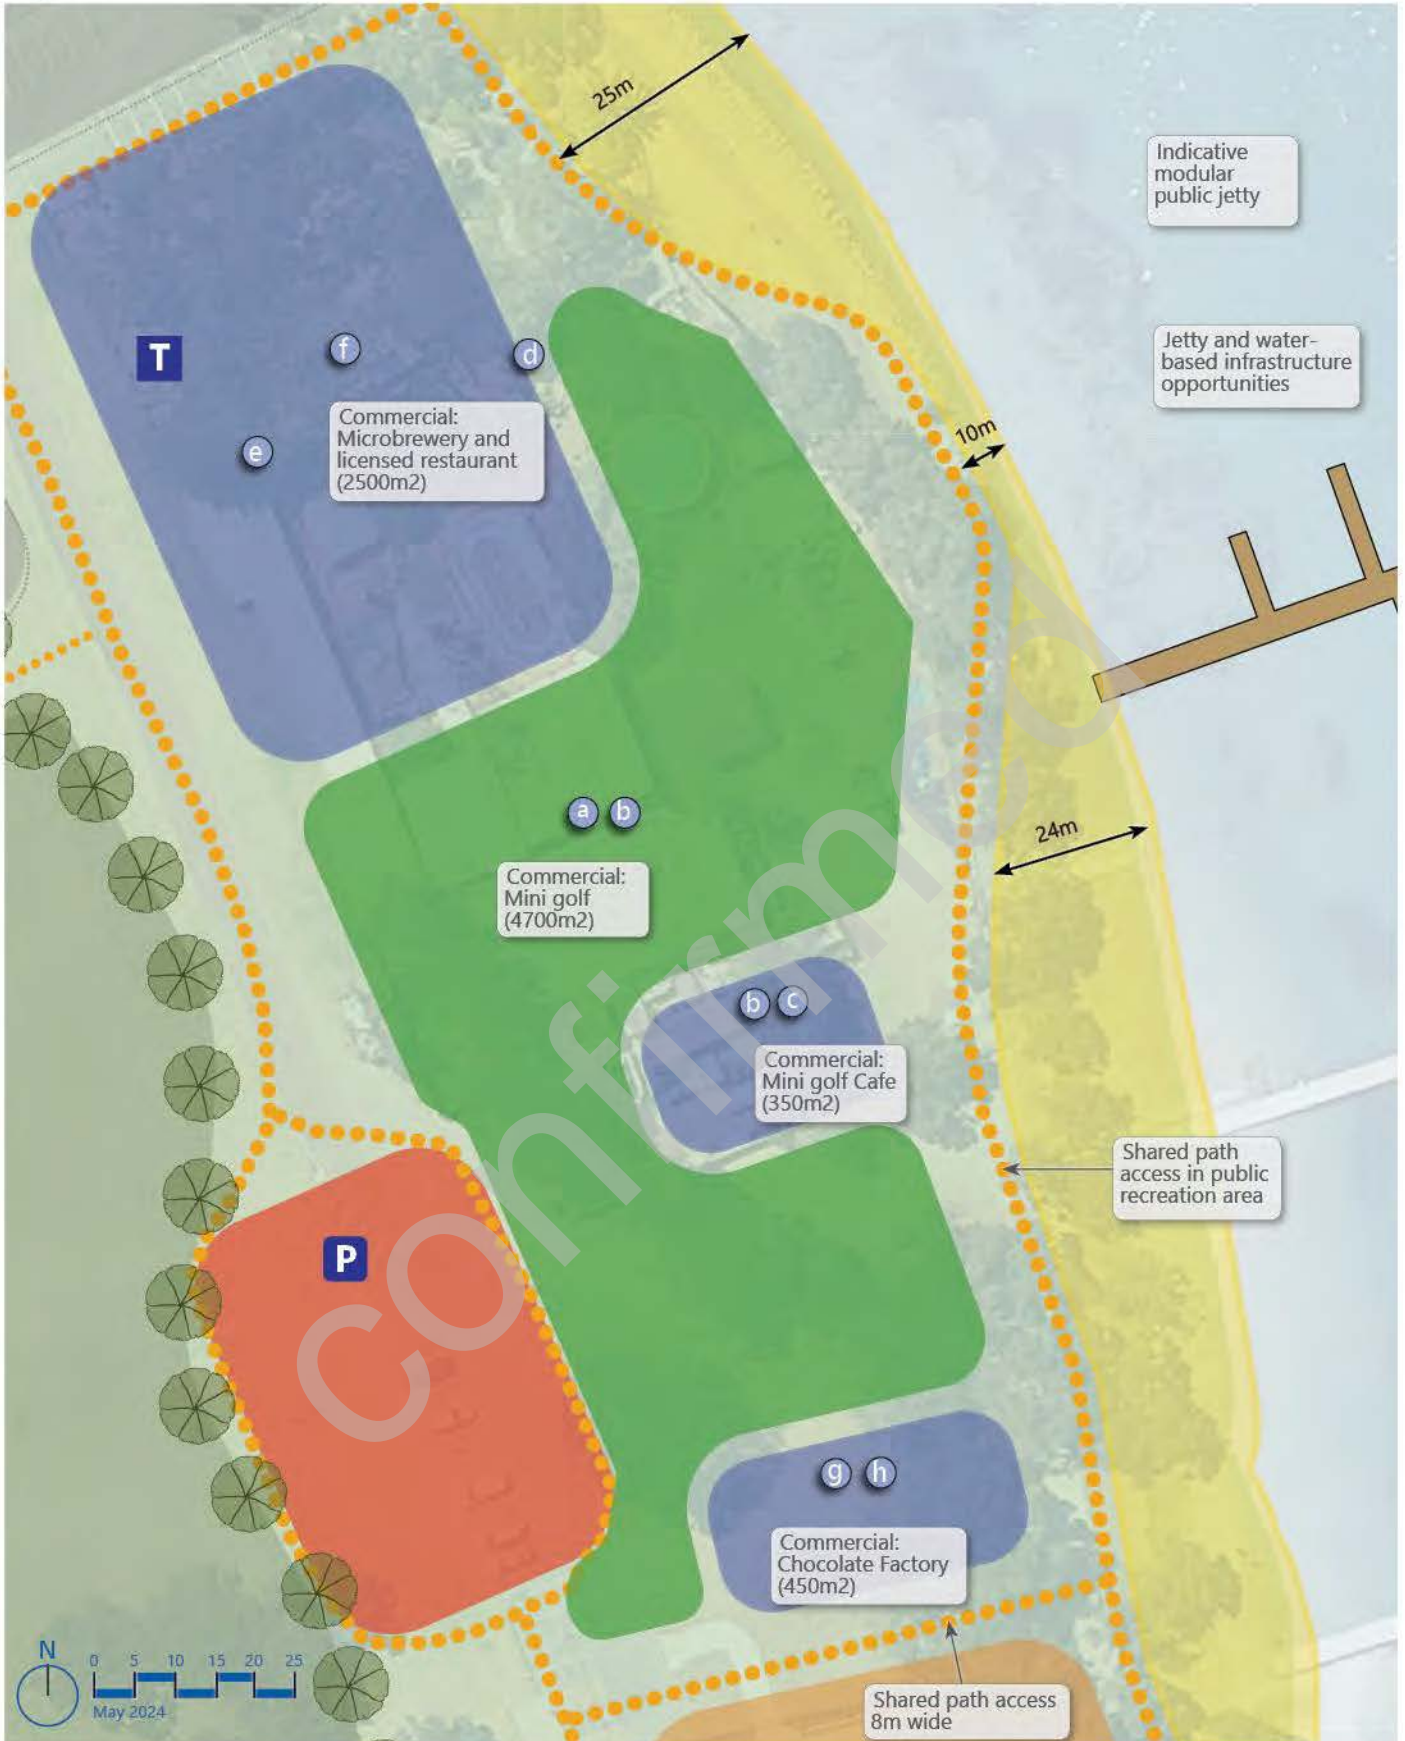 25m
Indicative
modular
public jetty
Jetty and water-
based infrastructure
opportunities
10m
T
f
d
e
Commercial:
Microbrewery and
licensed restaurant
(2500m2)
a b
24m
Commercial:
Mini golf
(4700m2)
b c
Commercial:
Mini golf Cafe
(350m2)
Shared path
access in public
recreation area
P
confirmed
g h
Commercial:
Chocolate Factory
(450m2)
N
0 5 10 15 20 25
May 2024
Shared path access
8m wide